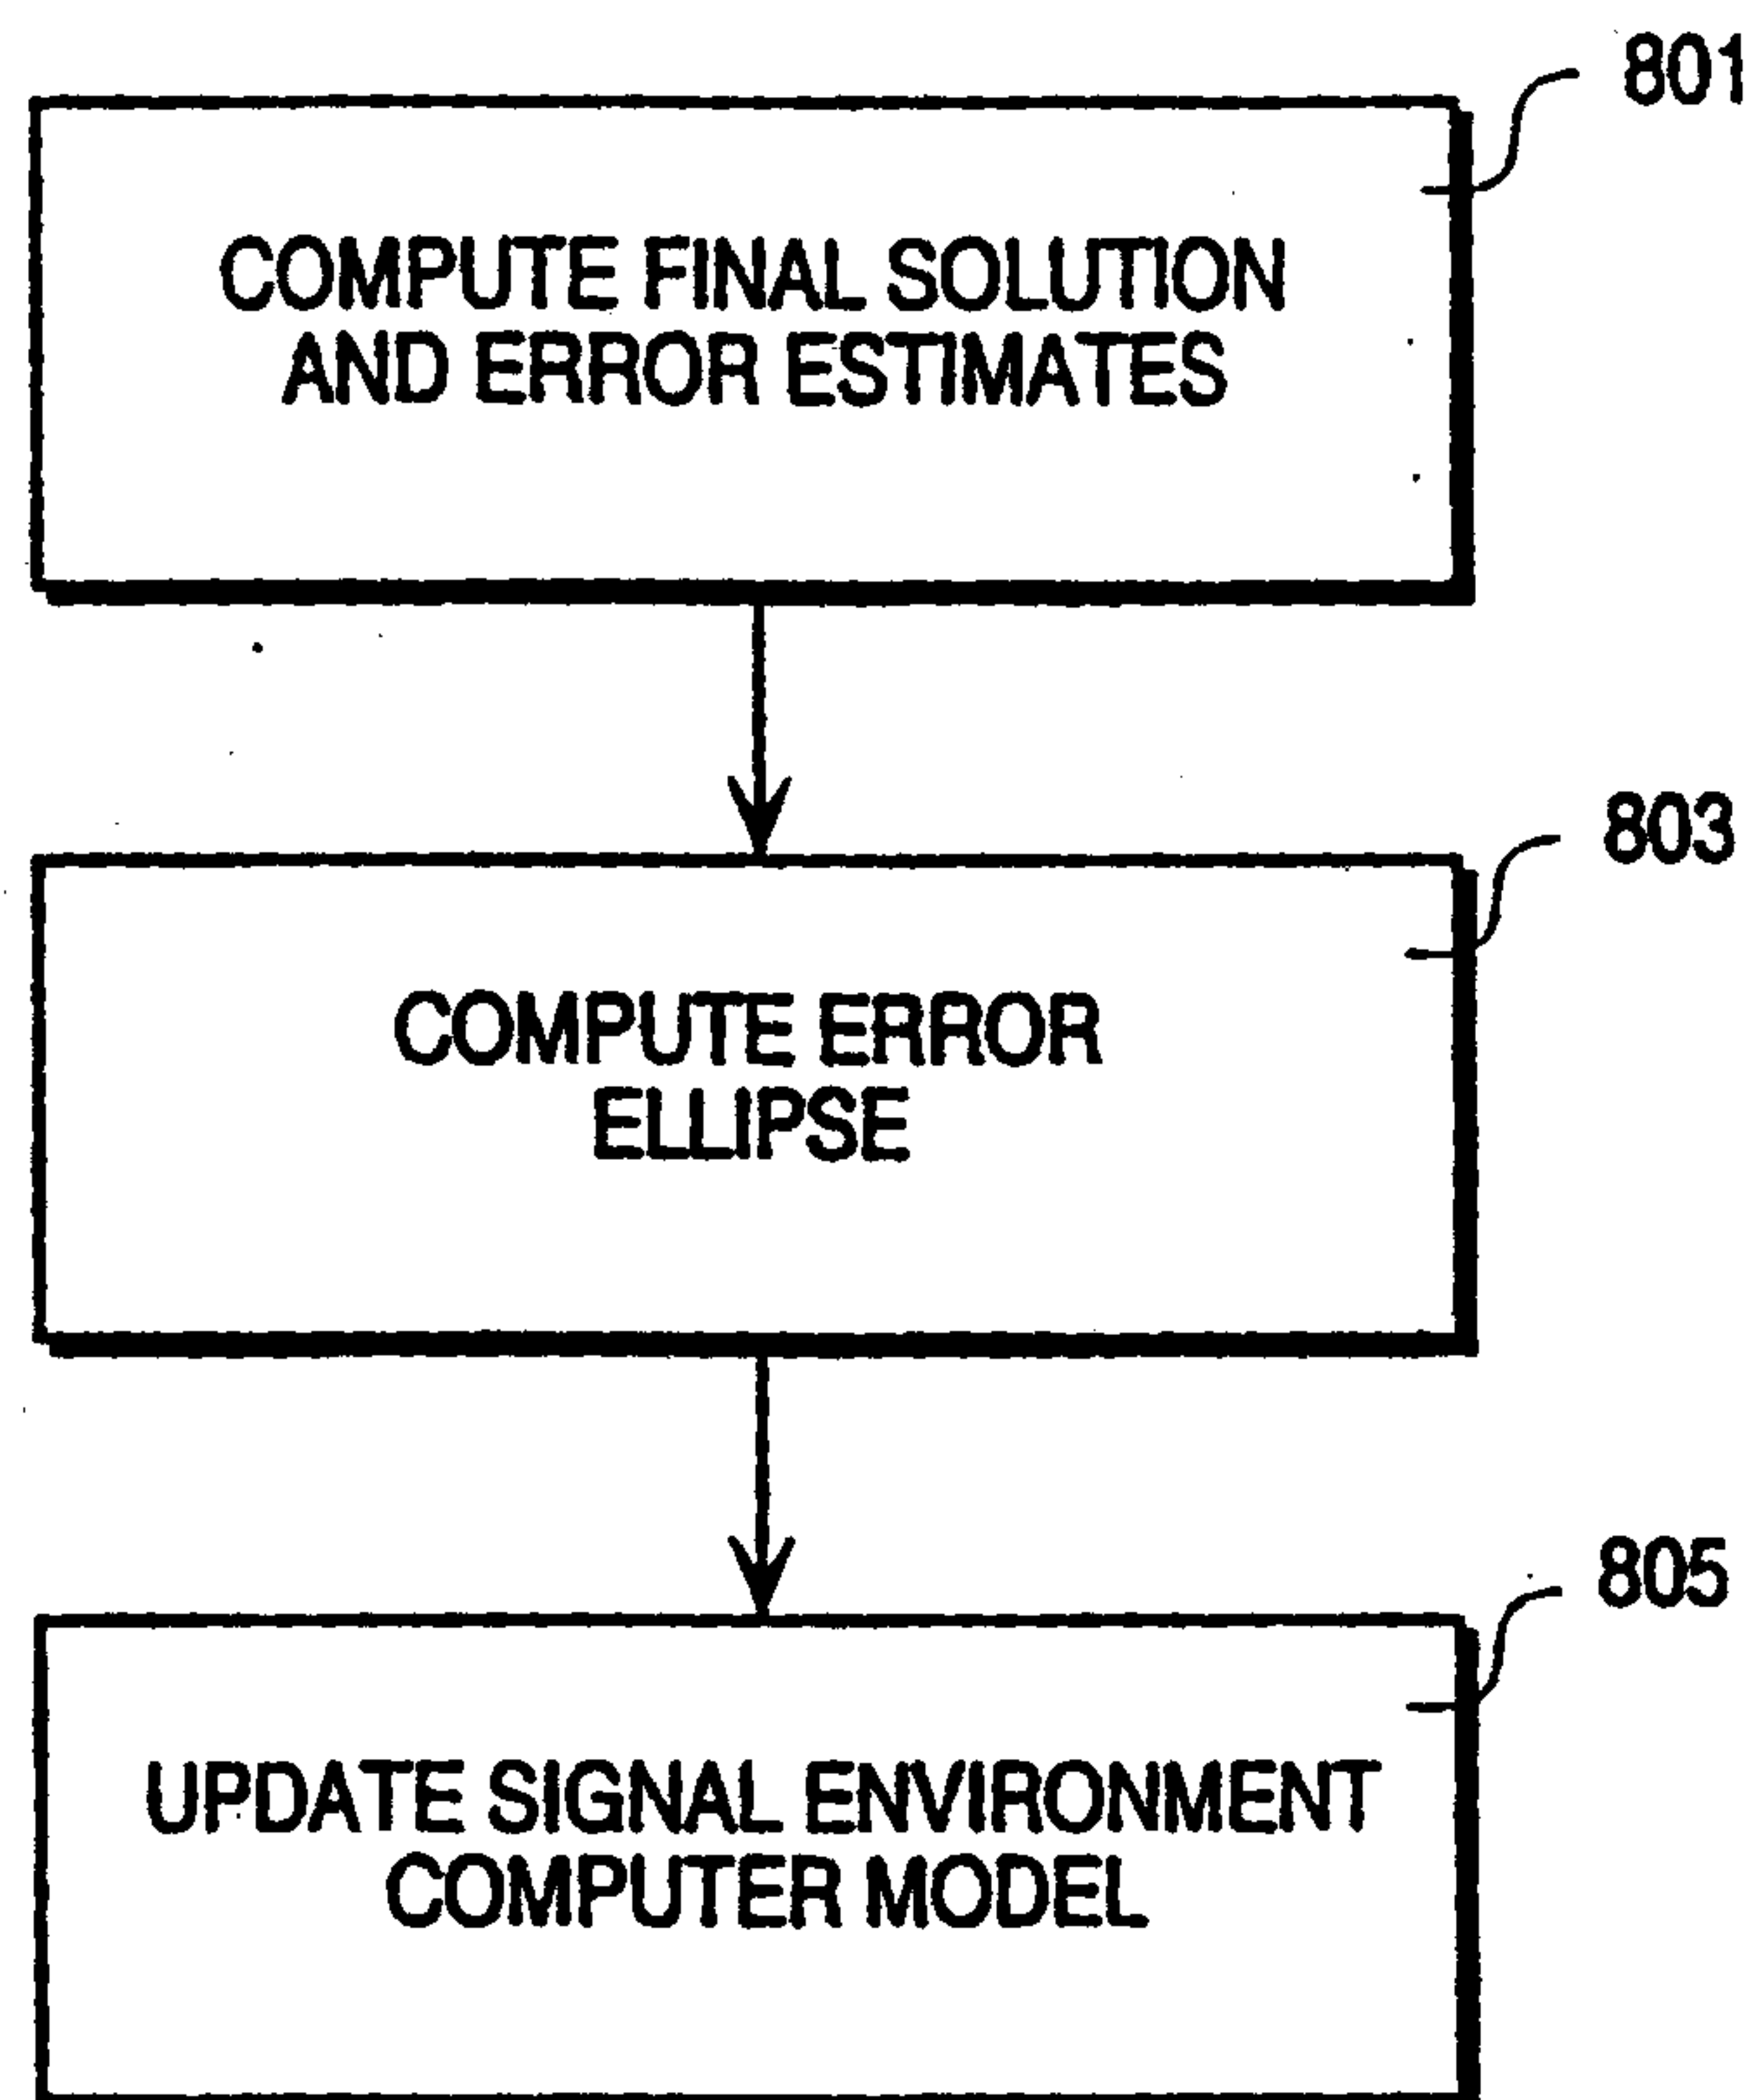 801
COMPUTE FINAL SOLUTION
AND ERROR ESTIMATES
803
COMPUTE ERROR
ELLIPSE
805
UPDATE SIGNAL ENVIRONMENT
COMPUTER MODEL